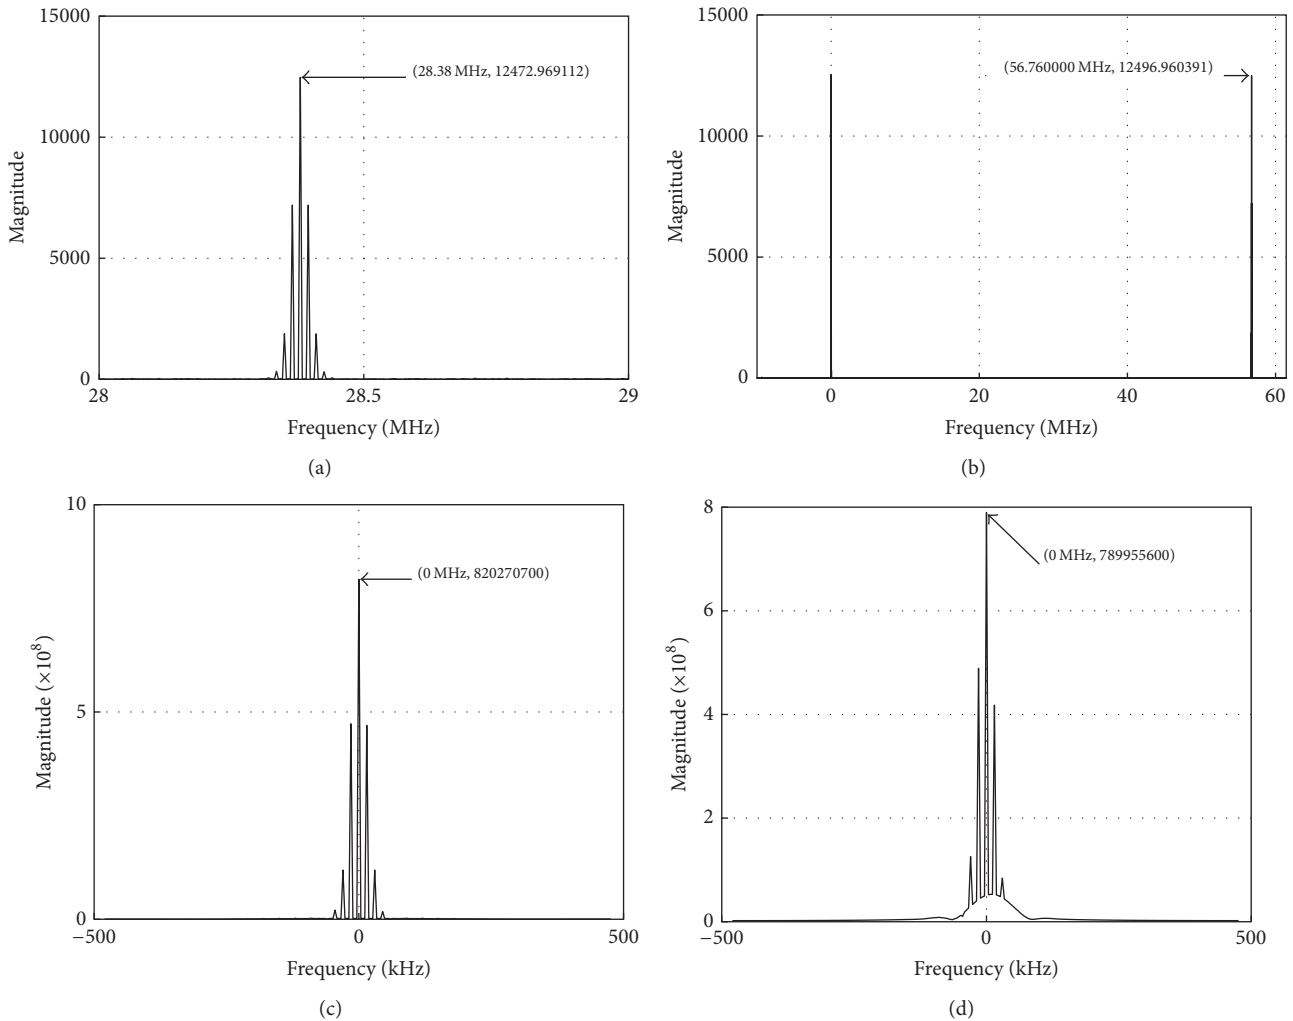 15000
10000
5000
0
Magnitude
(28.38 MHz, 12472.969112)
28
28.5
29
Frequency (MHz)
(a)
15000
10000
5000
0
Magnitude
(56.760000 MHz, 12496.960391)
0
20
40
60
Frequency (MHz)
(b)
10
5
0
Magnitude (×10⁸)
(0 MHz, 820270700)
−500
0
500
Frequency (kHz)
(c)
8
6
4
2
0
Magnitude (×10⁸)
(0 MHz, 789955600)
−500
0
500
Frequency (kHz)
(d)